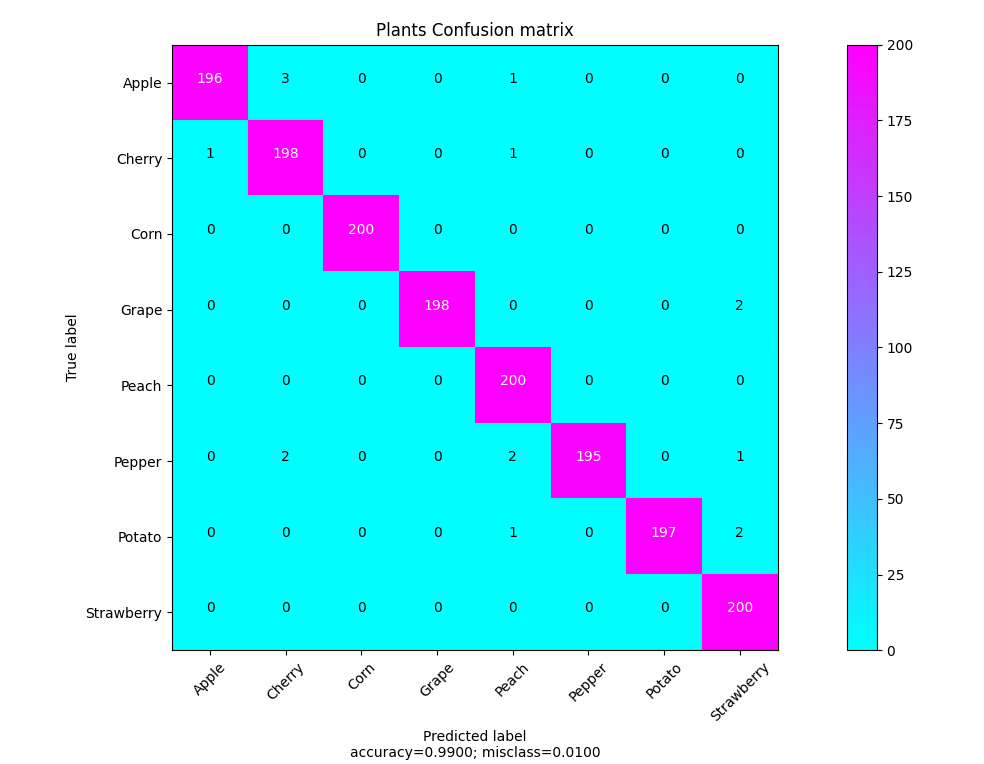 Plants Confusion matrix
Apple 196 3 0 0 1 0 0 0
Cherry 1 198 0 0 1 0 0 0
Corn 0 0 200 0 0 0 0 0
Grape 0 0 0 198 0 0 0 2
Peach 0 0 0 0 200 0 0 0
Pepper 0 2 0 0 2 195 0 1
Potato 0 0 0 0 1 0 197 2
Strawberry 0 0 0 0 0 0 0 200
True label
Apple Cherry Corn Grape Peach Pepper Potato Strawberry
Predicted label
accuracy=0.9900; misclass=0.0100
200
175
150
125
100
75
50
25
0